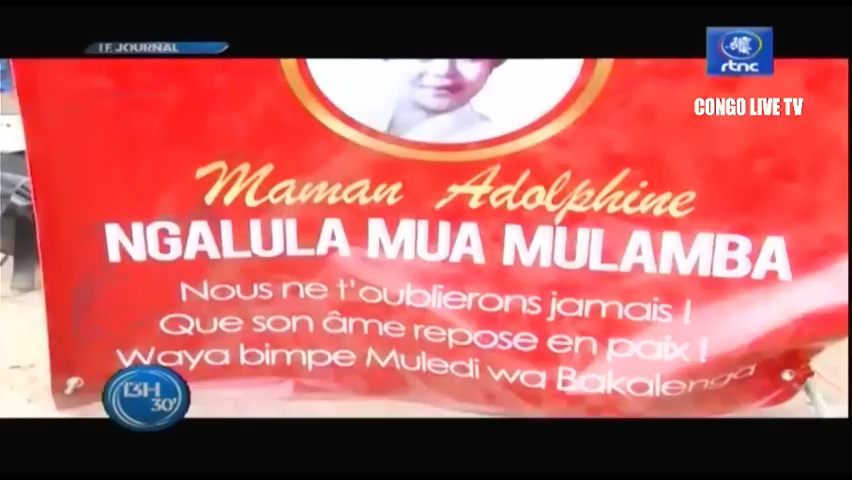 LE JOURNAL
rtnc
CONGO LIVE TV
Maman Adolphine
NGALULA MUA MULAMBA
Nous ne t'oublierons jamais !
Que son âme repose en paix !
Waya bimpe Muledi wa Bakalenga
13H
30'